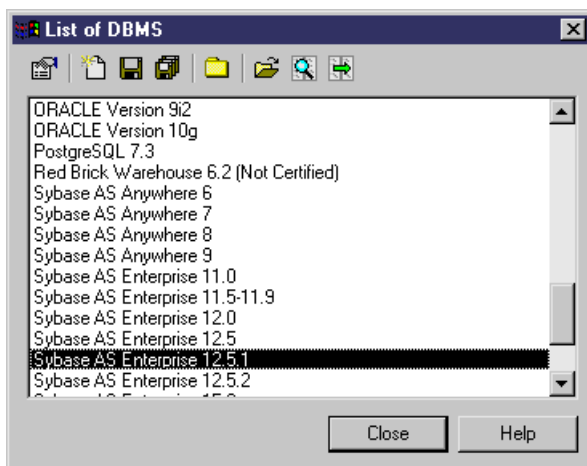 List of DBMS
ORACLE Version 9i2
ORACLE Version 10g
PostgreSQL 7.3
Red Brick Warehouse 6.2 (Not Certified)
Sybase AS Anywhere 6
Sybase AS Anywhere 7
Sybase AS Anywhere 8
Sybase AS Anywhere 9
Sybase AS Enterprise 11.0
Sybase AS Enterprise 11.5-11.9
Sybase AS Enterprise 12.0
Sybase AS Enterprise 12.5
Sybase AS Enterprise 12.5.1
Sybase AS Enterprise 12.5.2
Sybase AS Enterprise
Close Help